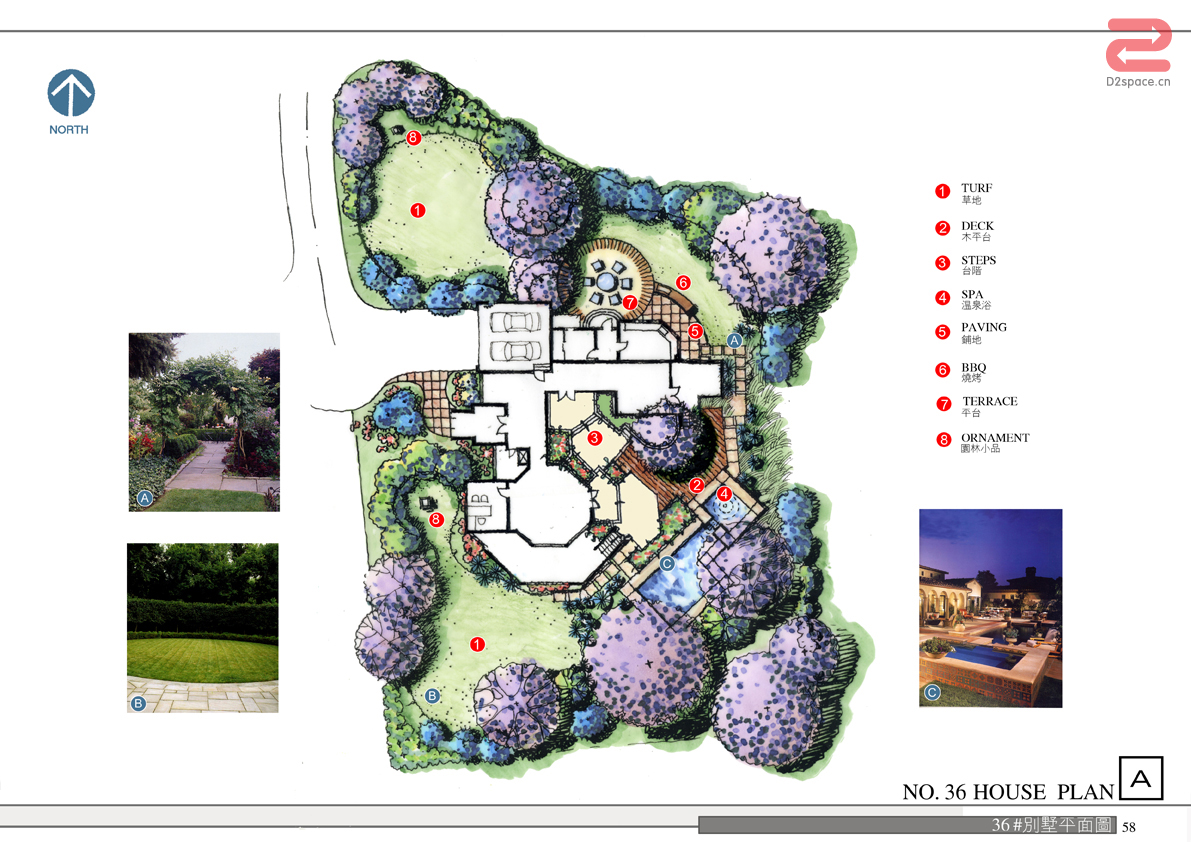 D2space.cn
NORTH
1 TURF
草地
2 DECK
木平台
3 STEPS
台階
4 SPA
溫泉浴
5 PAVING
鋪地
6 BBQ
燒烤
7 TERRACE
平台
8 ORNAMENT
園林小品
8
1
6
7
5
A
3
2
4
8
C
1
B
A
B
C
NO. 36 HOUSE PLAN A
36#別墅平面圖 58